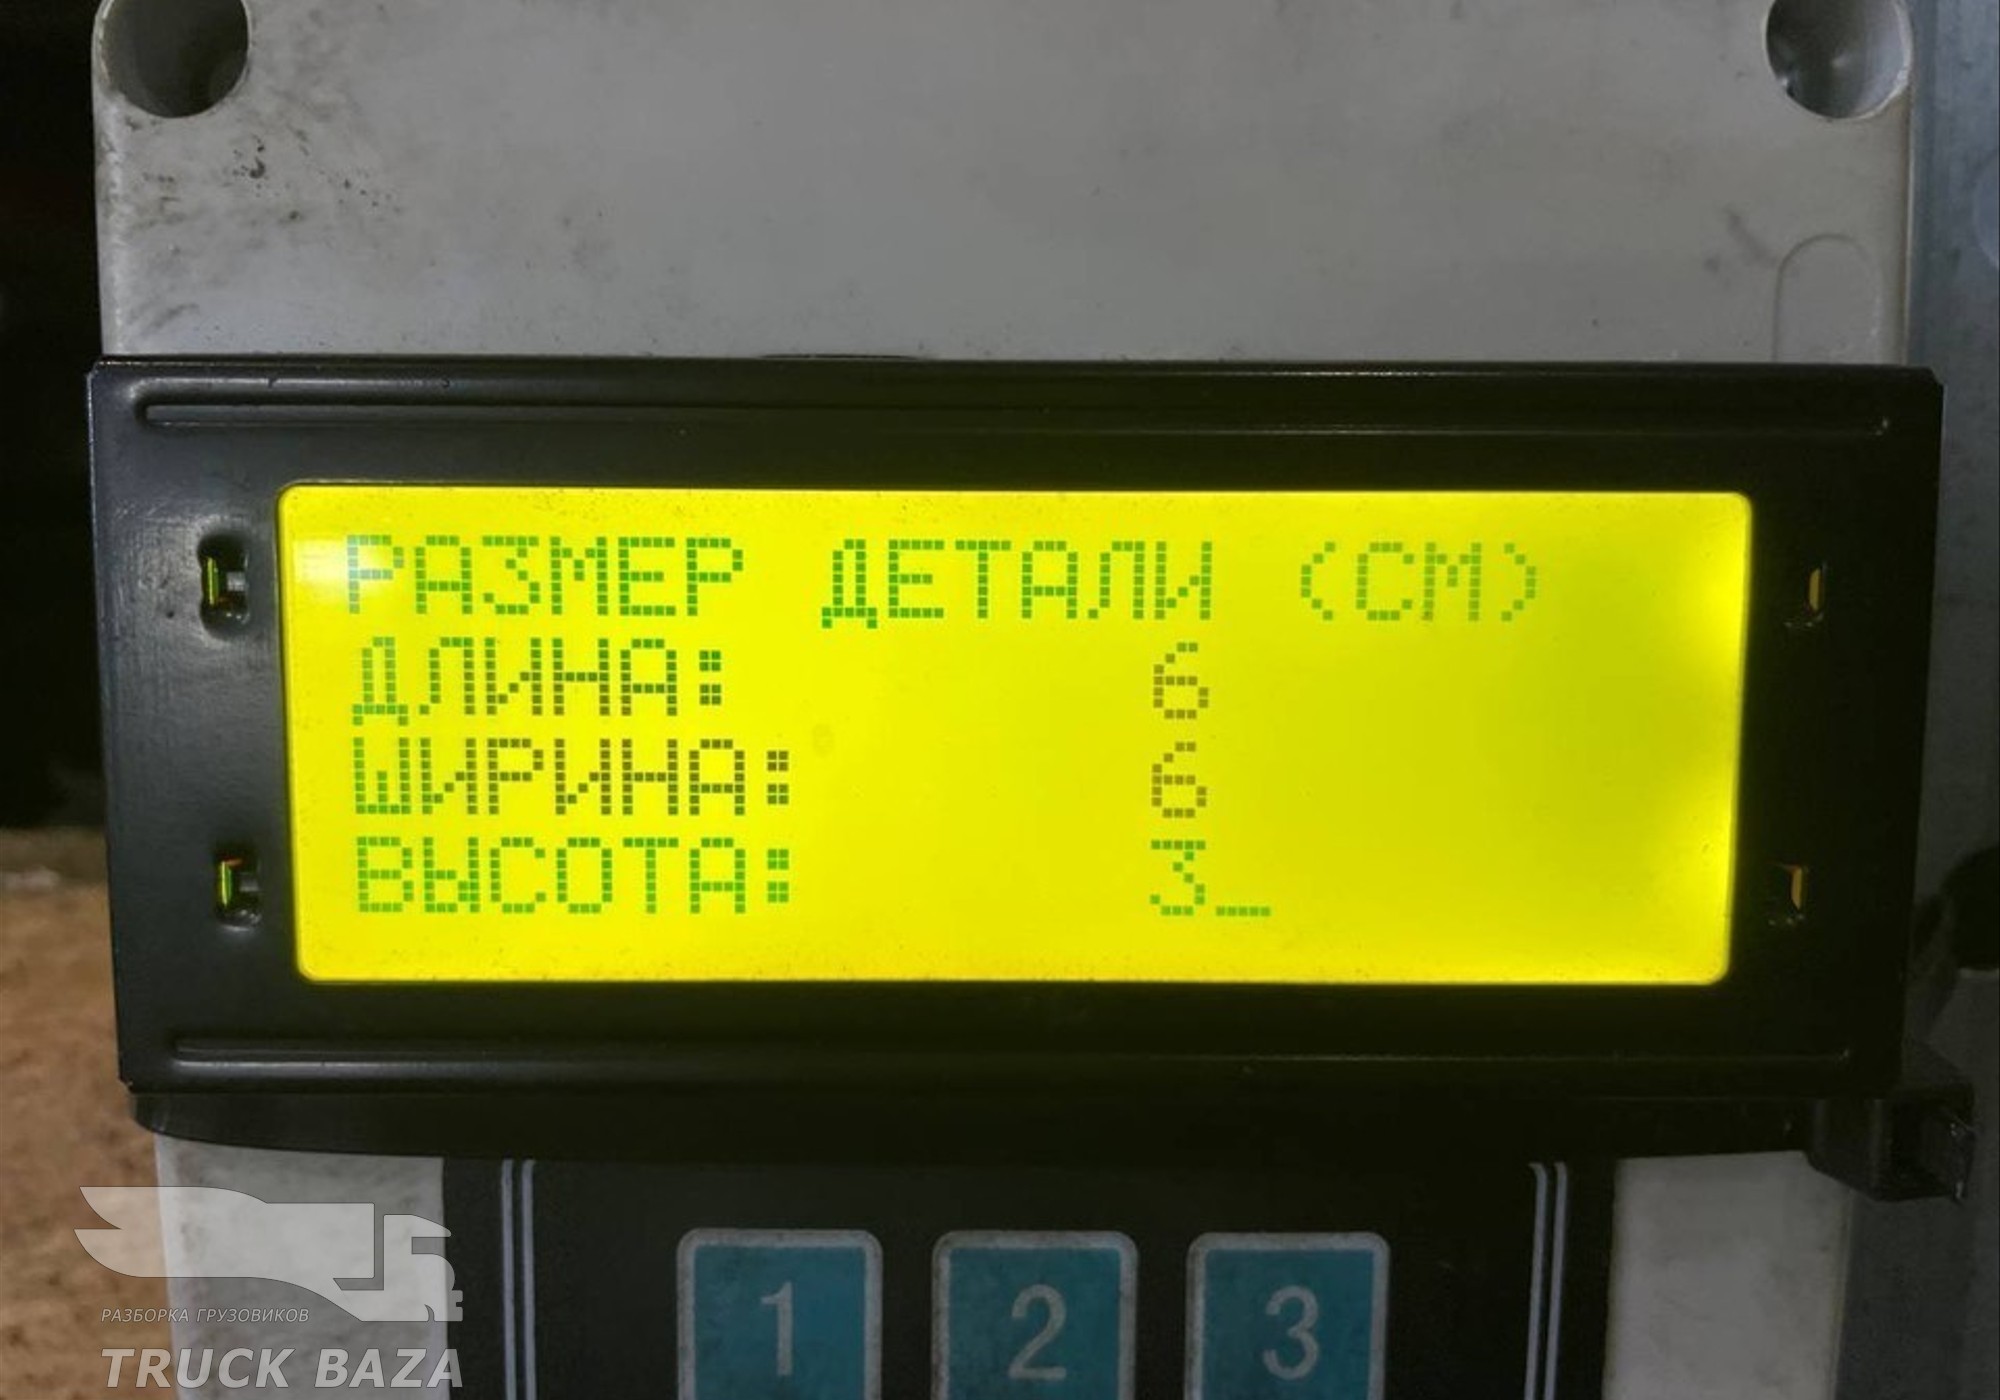 РАЗМЕР ДЕТАЛИ (СМ)
ДЛИНА: 6
ШИРИНА: 6
ВЫСОТА: 3_
1 2 3
РАЗБОРКА ГРУЗОВИКОВ
TRUCK BAZA